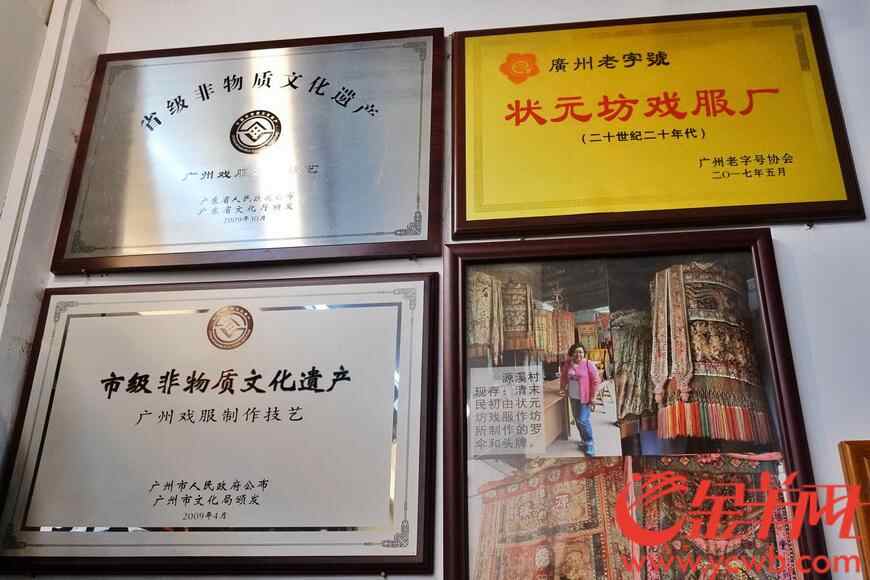 省级非物质文化遗产
广州戏服制作技艺
广东省人民政府公布
广东省文化厅颁发
2009年10月
廣州老字號
状元坊戏服厂
(二十世纪二十年代)
广州老字号协会
二〇一七年五月
市级非物质文化遗产
广州戏服制作技艺
广州市人民政府公布
广州市文化局颁发
2009年4月
源溪村
现存：清末
民初由状元
坊戏服作坊
所制作的罗
伞和头牌。
金羊网
www.ycwb.com